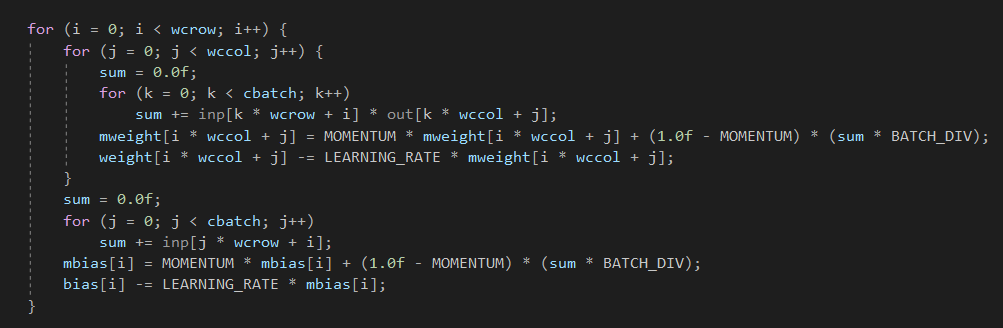 for (i = 0; i < wcrow; i++) {
    for (j = 0; j < wccol; j++) {
        sum = 0.0f;
        for (k = 0; k < cbatch; k++)
            sum += inp[k * wcrow + i] * out[k * wccol + j];
        mweight[i * wccol + j] = MOMENTUM * mweight[i * wccol + j] + (1.0f - MOMENTUM) * (sum * BATCH_DIV);
        weight[i * wccol + j] -= LEARNING_RATE * mweight[i * wccol + j];
    }
    sum = 0.0f;
    for (j = 0; j < cbatch; j++)
        sum += inp[j * wcrow + i];
    mbias[i] = MOMENTUM * mbias[i] + (1.0f - MOMENTUM) * (sum * BATCH_DIV);
    bias[i] -= LEARNING_RATE * mbias[i];
}